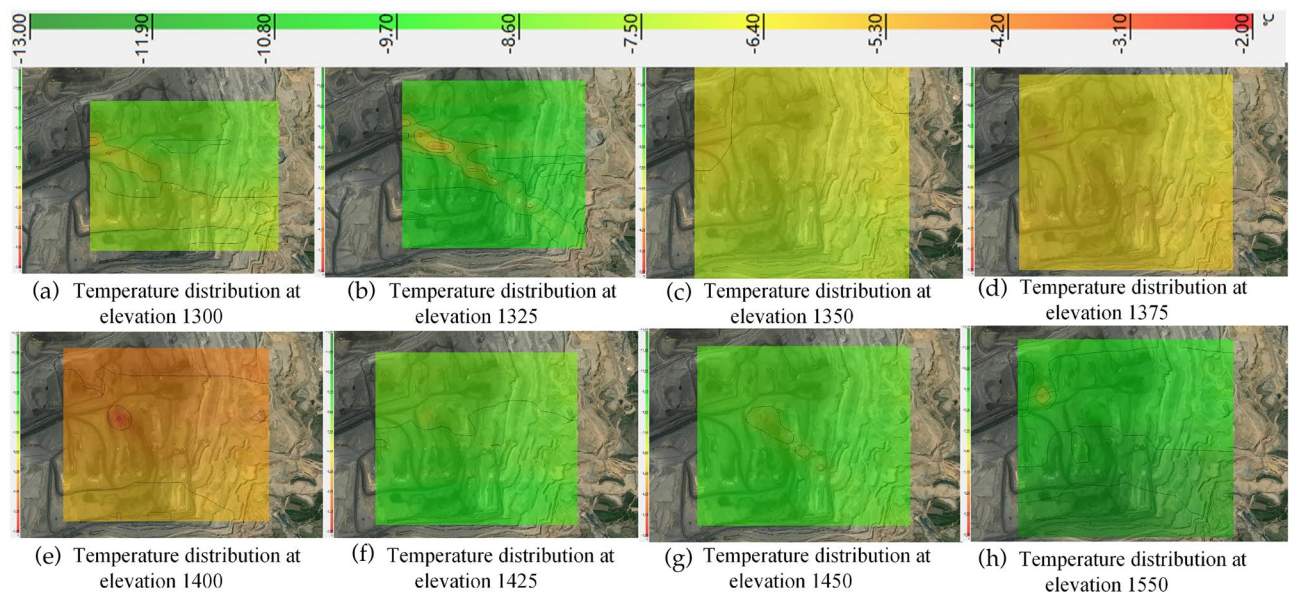 -13.00
-11.90
-10.80
-9.70
-8.60
-7.50
-6.40
-5.30
-4.20
-3.10
-2.00
℃
(a) Temperature distribution at
elevation 1300
(b) Temperature distribution at
elevation 1325
(c) Temperature distribution at
elevation 1350
(d) Temperature distribution at
elevation 1375
(e) Temperature distribution at
elevation 1400
(f) Temperature distribution at
elevation 1425
(g) Temperature distribution at
elevation 1450
(h) Temperature distribution at
elevation 1550